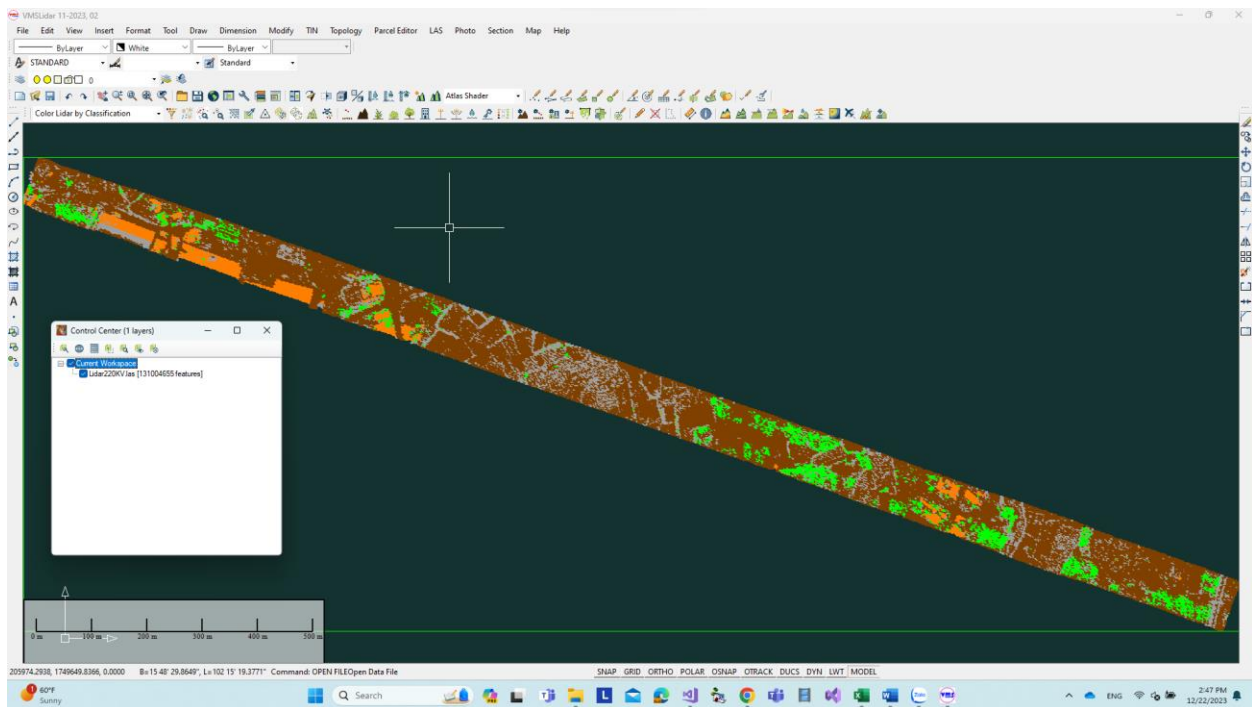 VMSLidar 11-2023, 02
File Edit View Insert Format Tool Draw Dimension Modify TIN Topology Parcel Editor LAS Photo Section Map Help
ByLayer White ByLayer
STANDARD Standard
0
Atlas Shader
Color Lidar by Classification
A
Control Center (1 layers)
Current Workspace
Lidar220KV.las [131004655 features]
0 m 100 m 200 m 300 m 400 m 500 m
205974.2938, 1749649.8366, 0.0000 B=15 48' 29.8649", L=102 15' 19.3771" Command: OPEN FILEOpen Data File SNAP GRID ORTHO POLAR OSNAP OTRACK DUCS DYN LWT MODEL
60°F
Sunny
Search
ENG
2:47 PM
12/22/2023